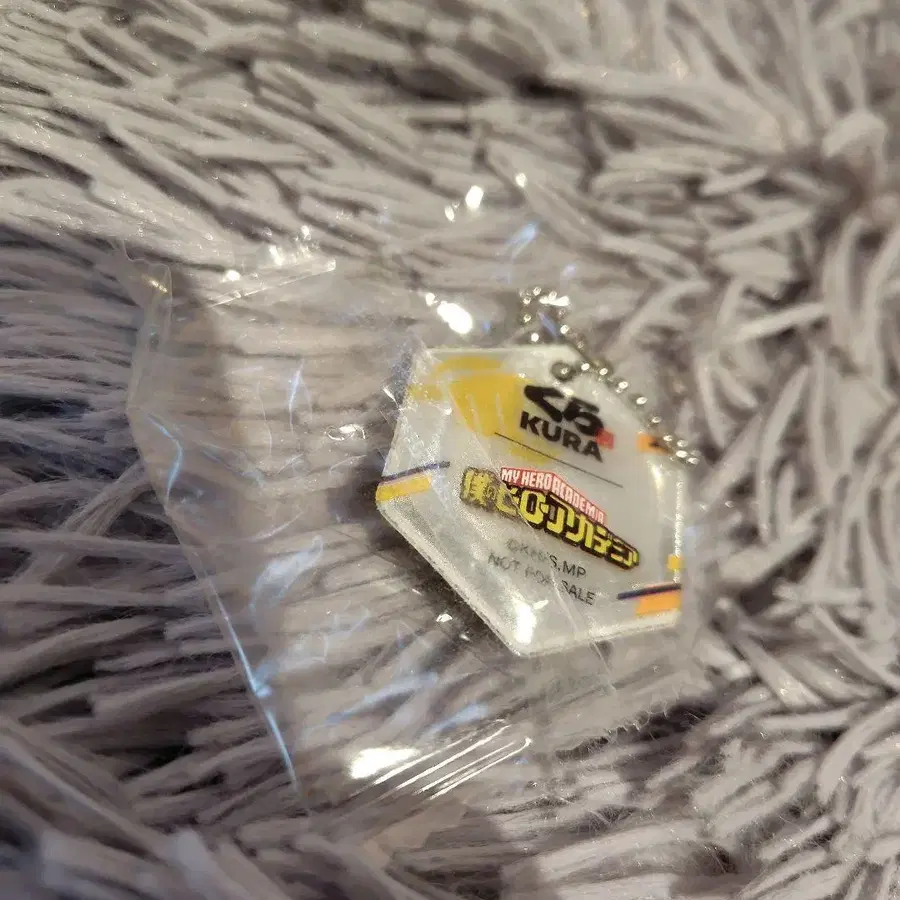 くら
KURA
MY HERO ACADEMIA
僕のヒーローアカデミア
©KH/S,MP
NOT FOR SALE